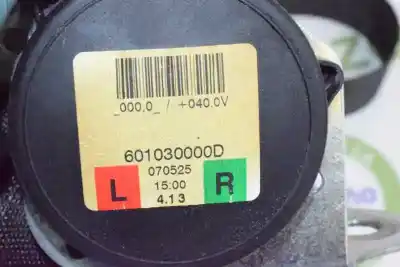 _000,0_ / +040.0V
601030000D
L
070525
15:00
4.13
R